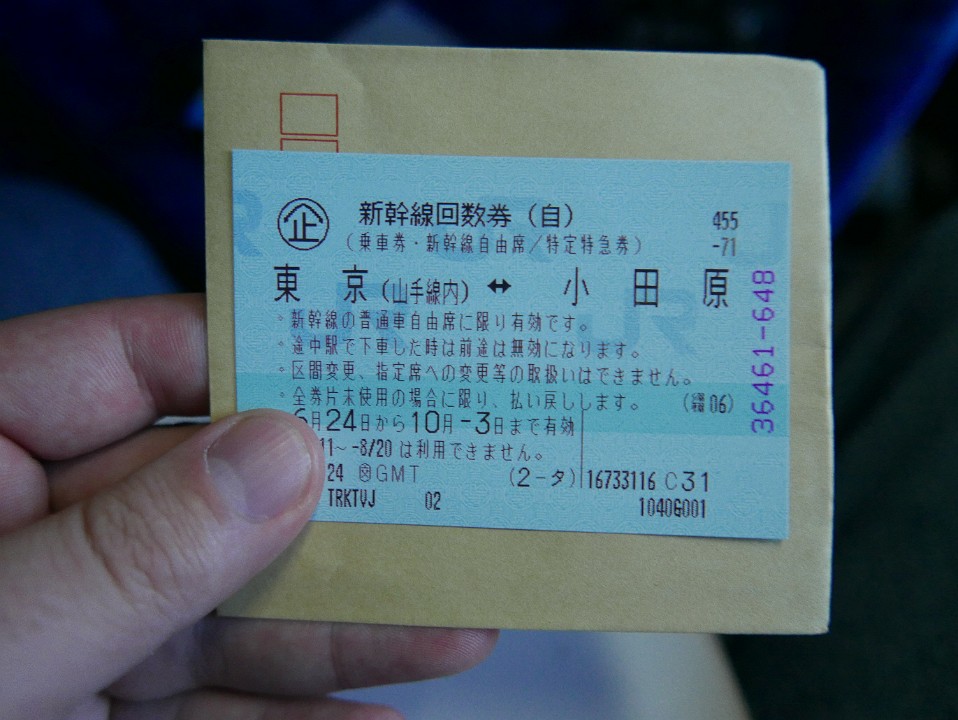 企 新幹線回数券（自） 455
（乗車券・新幹線自由席／特定特急券） -71
東 京（山手線内） ↔ 小 田 原
・新幹線の普通車自由席に限り有効です。
・途中駅で下車した時は前途は無効になります。
・区間変更、指定席への変更等の取扱いはできません。
・全券片未使用の場合に限り、払い戻しします。 06)
6月24日から10月-3日まで有効
11～-8/20は利用できません。
24 GMT (2-タ) 16733116 C31
TRKTVJ 02 1040G001
36461-648